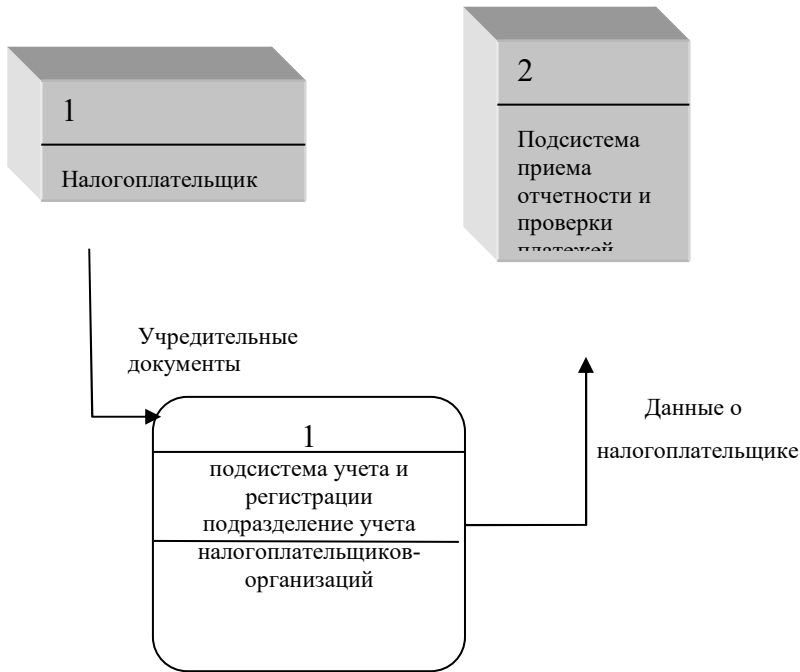 1
Налогоплательщик
2
Подсистема
приема
отчетности и
проверки
платежей
Учредительные
документы
1
подсистема учета и
регистрации
подразделение учета
налогоплательщиков-
организаций
Данные о
налогоплательщике